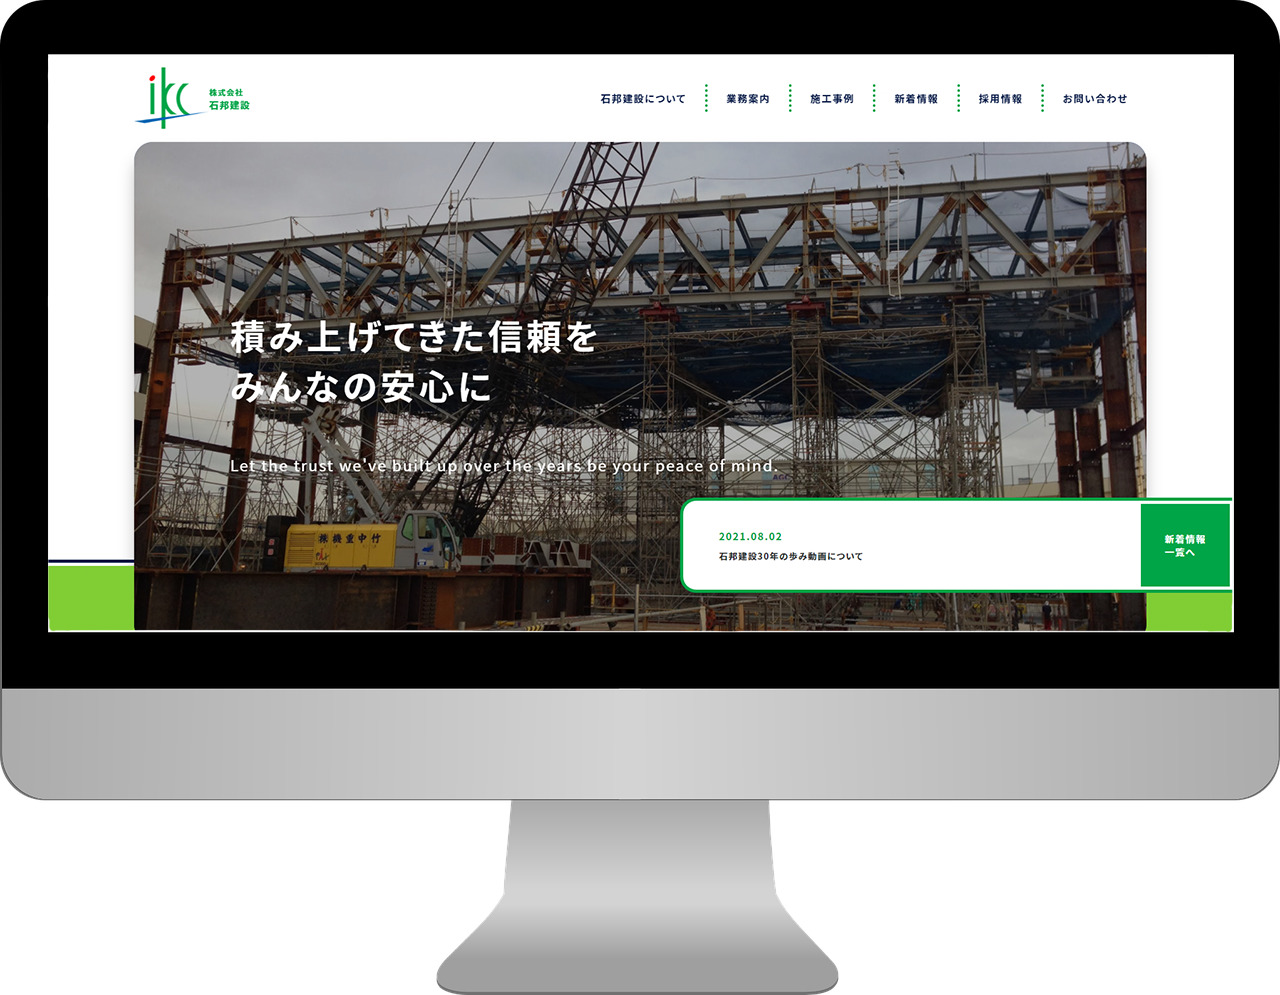 ikc
株式会社
石邦建設
石邦建設について
業務案内
施工事例
新着情報
採用情報
お問い合わせ
積み上げてきた信頼を
みんなの安心に
Let the trust we've built up over the years be your peace of mind.
AGC
株機重中竹
2021.08.02
石邦建設30年の歩み動画について
新着情報
一覧へ